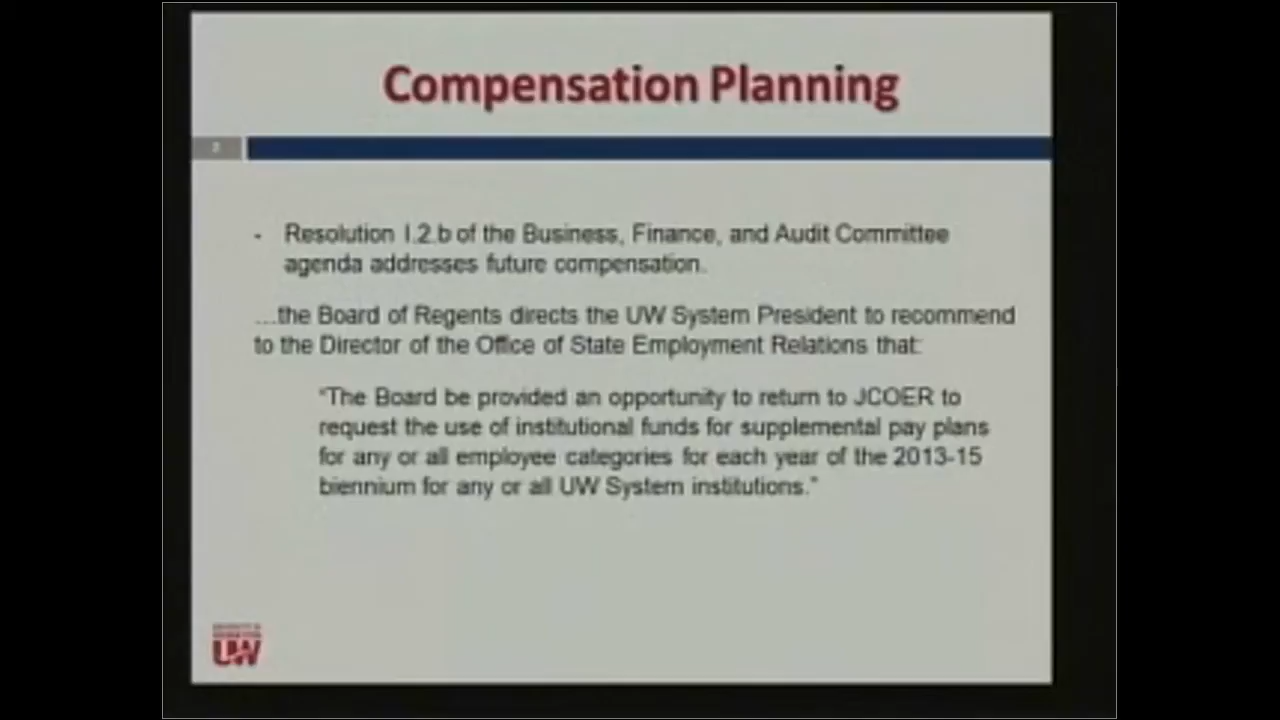 Compensation Planning
- Resolution I.2.b of the Business, Finance, and Audit Committee
agenda addresses future compensation.
...the Board of Regents directs the UW System President to recommend
to the Director of the Office of State Employment Relations that:
"The Board be provided an opportunity to return to JCOER to
request the use of institutional funds for supplemental pay plans
for any or all employee categories for each year of the 2013-15
biennium for any or all UW System institutions."
UW